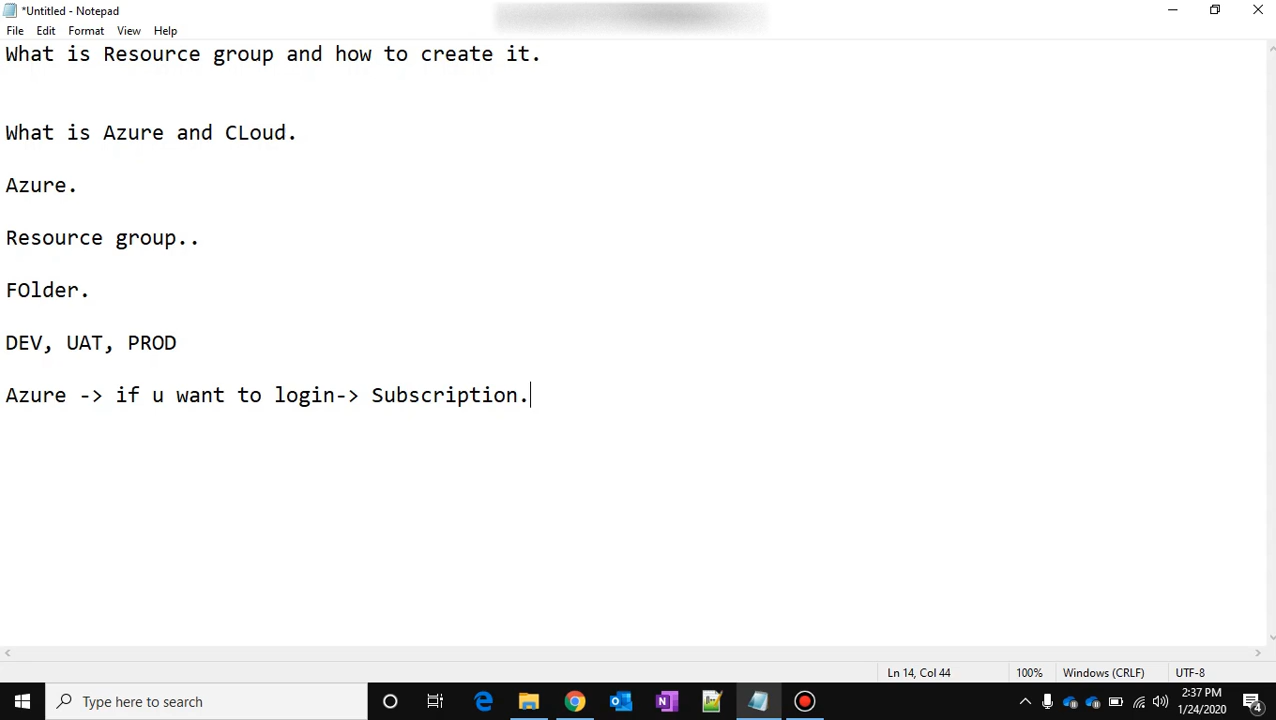 *Untitled - Notepad
File Edit Format View Help
What is Resource group and how to create it.
What is Azure and CLoud.
Azure.
Resource group..
FOlder.
DEV, UAT, PROD
Azure -> if u want to login-> Subscription.
Ln 14, Col 44 100% Windows (CRLF) UTF-8
Type here to search
2:37 PM
1/24/2020
4